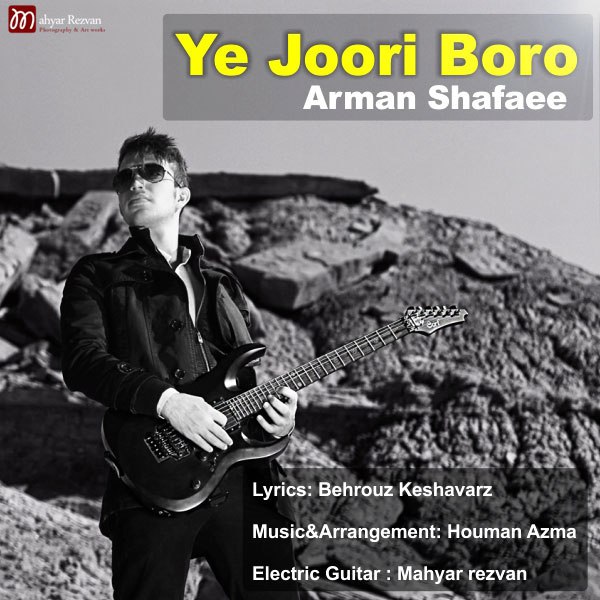 mahyar Rezvan
Photography & Art works
Ye Joori Boro
Arman Shafaee
Cort
Lyrics: Behrouz Keshavarz
Music&Arrangement: Houman Azma
Electric Guitar : Mahyar rezvan